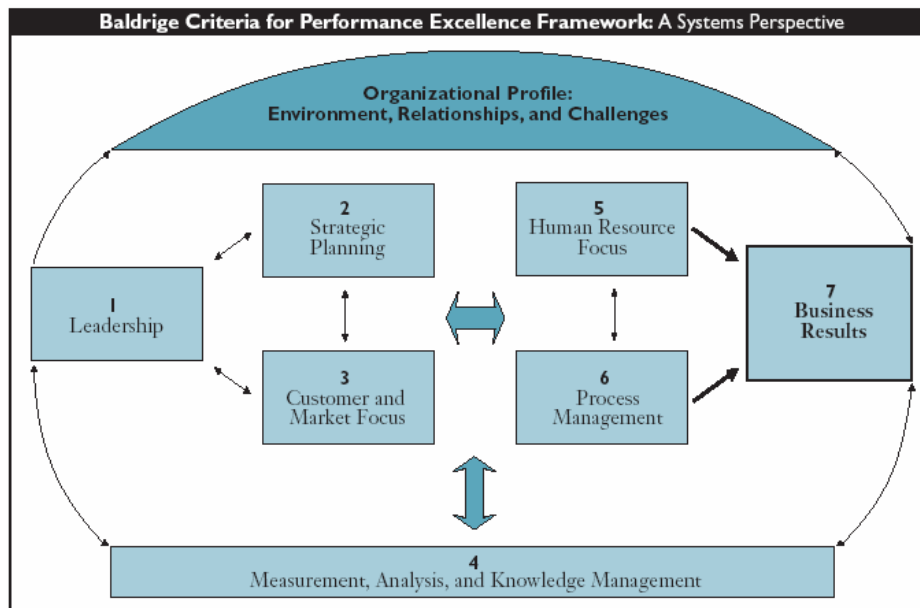 Baldrige Criteria for Performance Excellence Framework: A Systems Perspective
Organizational Profile:
Environment, Relationships, and Challenges
2
Strategic
Planning
5
Human Resource
Focus
1
Leadership
7
Business
Results
3
Customer and
Market Focus
6
Process
Management
4
Measurement, Analysis, and Knowledge Management